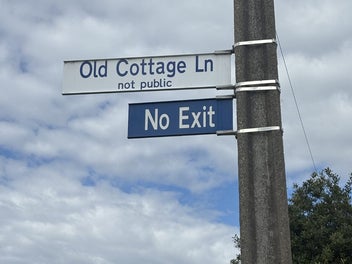 Old Cottage Ln
not public
No Exit